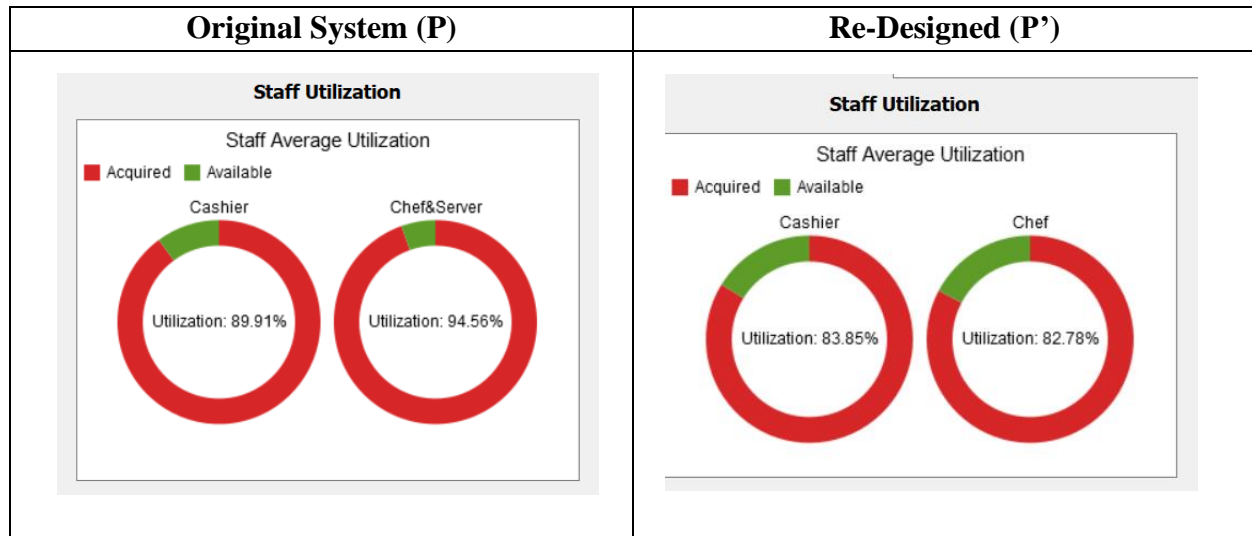 Original System (P)
Re-Designed (P’)
Staff Utilization
Staff Average Utilization
Acquired Available
Cashier Chef&Server
Utilization: 89.91% Utilization: 94.56%
Staff Utilization
Staff Average Utilization
Acquired Available
Cashier Chef
Utilization: 83.85% Utilization: 82.78%